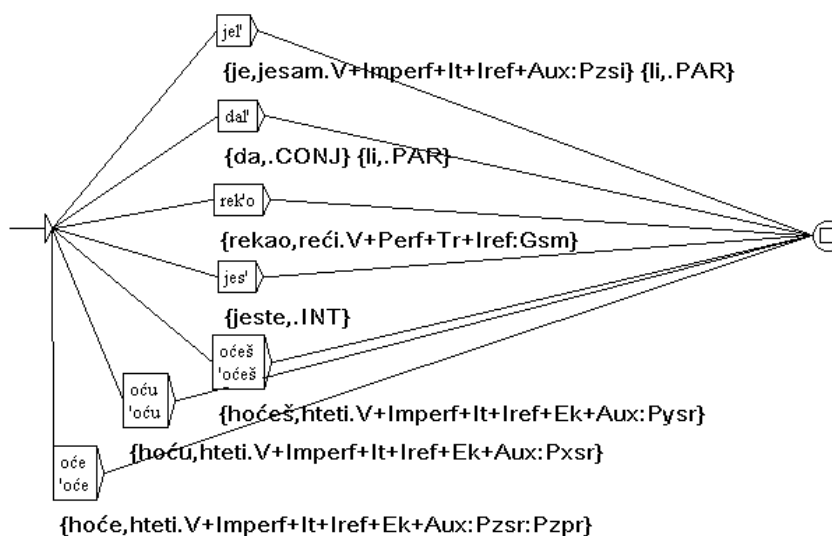 jel'
{je,jesam.V+Imperf+It+Iref+Aux:Pzsi} {li,.PAR}
dal'
{da,.CONJ} {li,.PAR}
rek'o
{rekao,reći.V+Perf+Tr+Iref:Gsm}
jes'
{jeste,.INT}
oćeš
'oćeš
{hoćeš,hteti.V+Imperf+It+Iref+Ek+Aux:Pysr}
oću
'oću
{hoću,hteti.V+Imperf+It+Iref+Ek+Aux:Pxsr}
oće
'oće
{hoće,hteti.V+Imperf+It+Iref+Ek+Aux:Pzsr:Pzpr}